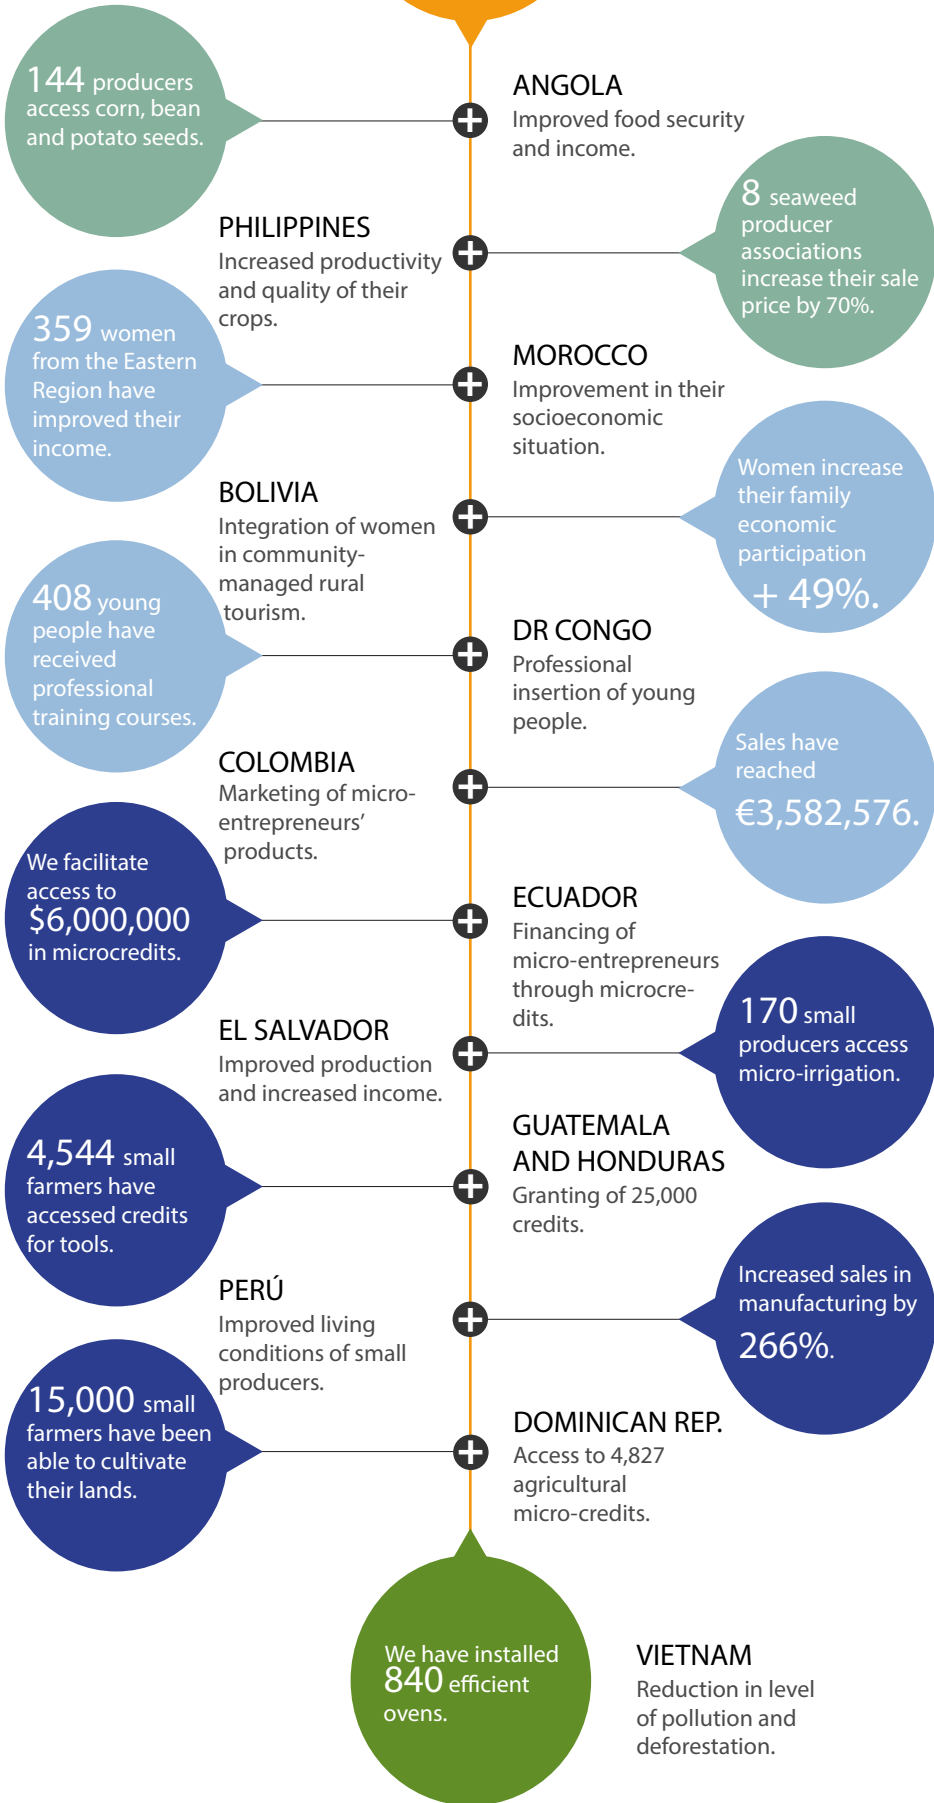 144 producers
access corn, bean
and potato seeds.
ANGOLA
Improved food security
and income.
PHILIPPINES
Increased productivity
and quality of their
crops.
8 seaweed
producer
associations
increase their sale
price by 70%.
359 women
from the Eastern
Region have
improved their
income.
MOROCCO
Improvement in their
socioeconomic
situation.
BOLIVIA
Integration of women
in community-
managed rural
tourism.
Women increase
their family
economic
participation
+ 49%.
408 young
people have
received
professional
training courses.
DR CONGO
Professional
insertion of young
people.
COLOMBIA
Marketing of micro-
entrepreneurs’
products.
Sales have
reached
€3,582,576.
We facilitate
access to
$6,000,000
in microcredits.
ECUADOR
Financing of
micro-entrepreneurs
through microcre-
dits.
EL SALVADOR
Improved production
and increased income.
170 small
producers access
micro-irrigation.
4,544 small
farmers have
accessed credits
for tools.
GUATEMALA
AND HONDURAS
Granting of 25,000
credits.
PERÚ
Improved living
conditions of small
producers.
Increased sales in
manufacturing by
266%.
15,000 small
farmers have been
able to cultivate
their lands.
DOMINICAN REP.
Access to 4,827
agricultural
micro-credits.
We have installed
840 efficient
ovens.
VIETNAM
Reduction in level
of pollution and
deforestation.